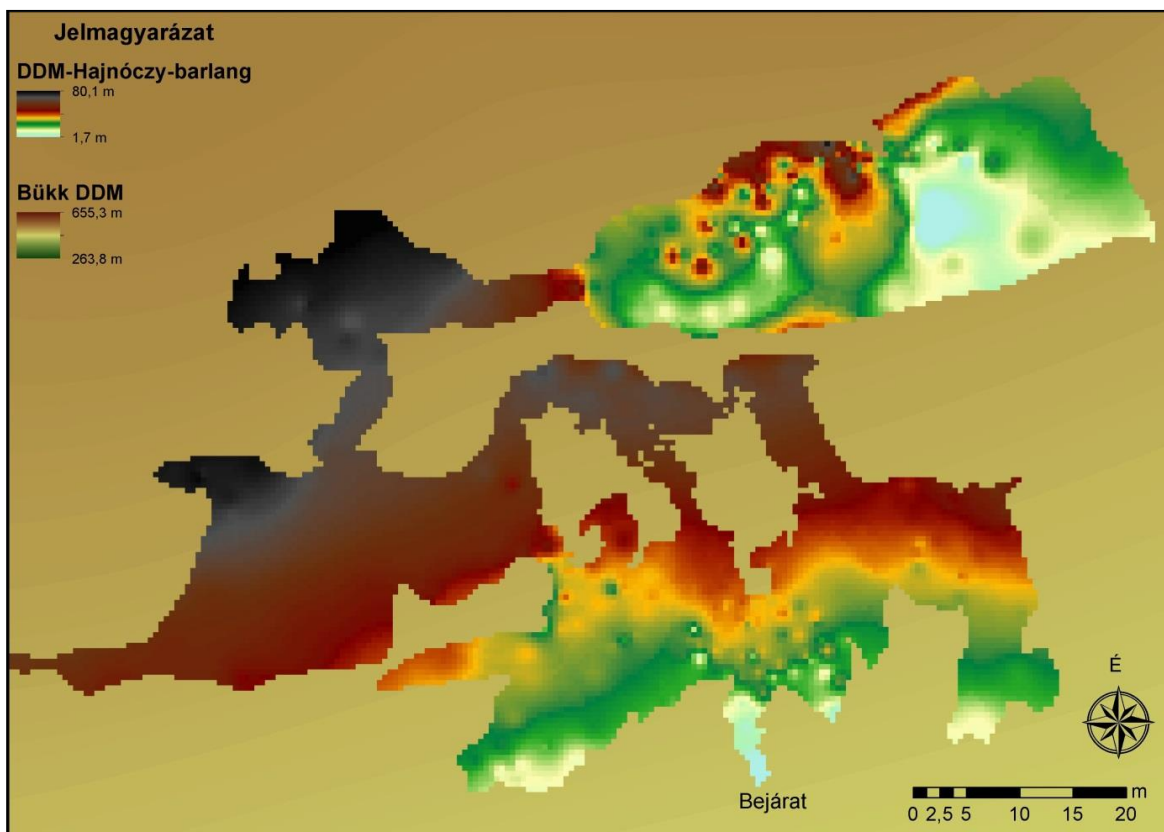 Jelmagyarázat
DDM-Hajnóczy-barlang
80,1 m
1,7 m
Bükk DDM
655,3 m
263,8 m
É
Bejárat
m
0 2,5 5 10 15 20